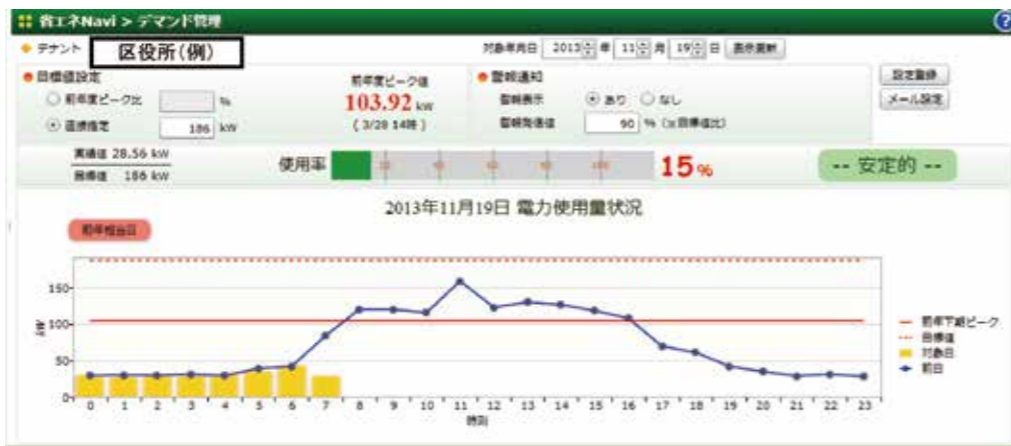 省エネNavi > デマンド管理
テナント 区役所(例) 対象年月日 2013 年 11 月 19 日 表示更新
目標値設定 前年度ピーク値 警報通知 設定登録
前年度ピーク比 % 103.92 kW 警報表示 あり なし メール設定
直接指定 186 kW (3/28 14時) 警報発信値 90 % (対目標値比)
実績値 28.56 kW
目標値 186 kW
使用率 15% -- 安定的 --
2013年11月19日 電力使用量状況
前年相当日
150
100
50
0
kW
0 1 2 3 4 5 6 7 8 9 10 11 12 13 14 15 16 17 18 19 20 21 22 23
時刻
前年下期ピーク
目標値
対象日
前日